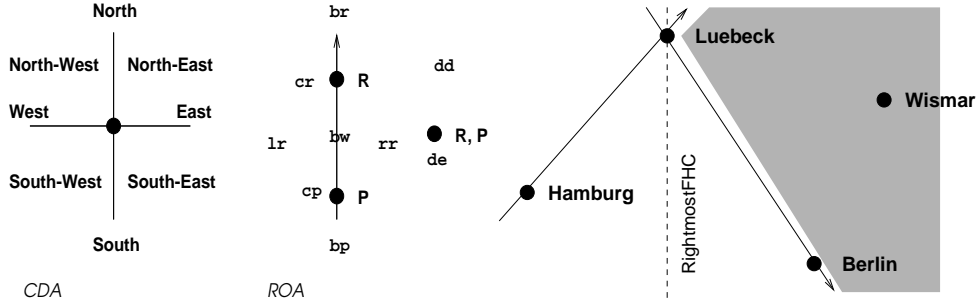 North
North-West North-East
West East
South-West South-East
South
CDA
br
dd
cr R
lr bw rr R, P
de
cp P
bp
ROA
Luebeck
Wismar
Hamburg
RightmostFHC
Berlin